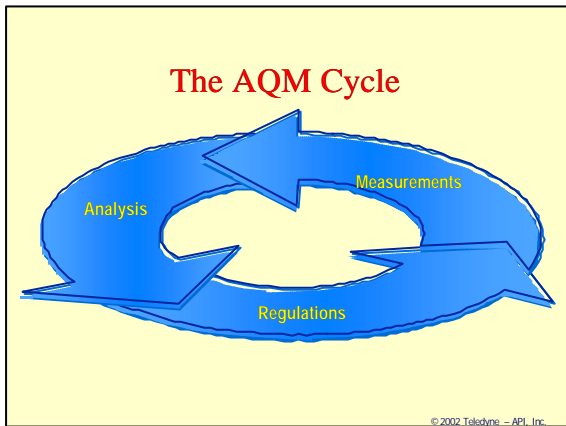 The AQM Cycle
Measurements
Analysis
Regulations
© 2002 Teledyne – API, Inc.